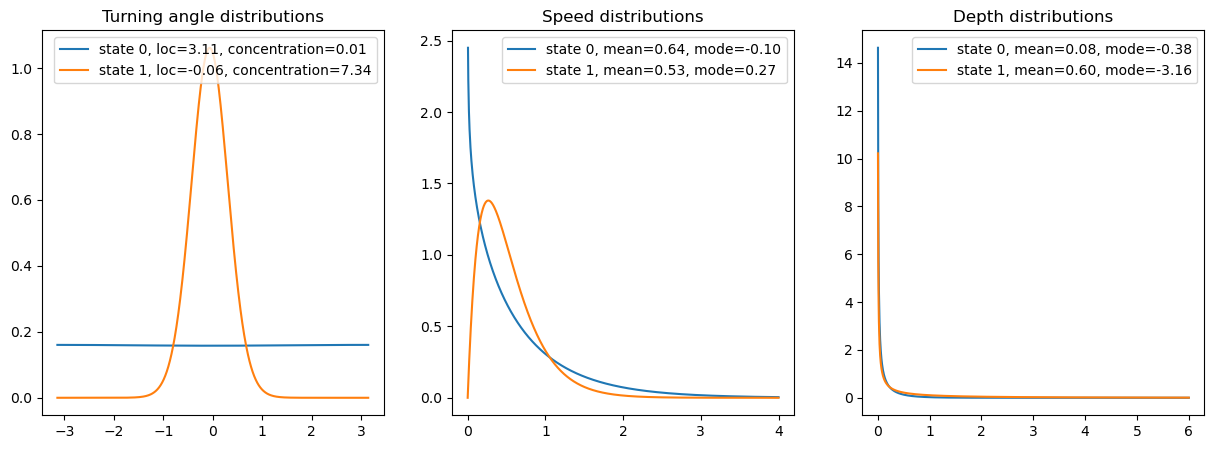 Turning angle distributions
state 0, loc=3.11, concentration=0.01
state 1, loc=-0.06, concentration=7.34
1.0
0.8
0.6
0.4
0.2
0.0
−3 −2 −1 0 1 2 3
Speed distributions
state 0, mean=0.64, mode=-0.10
state 1, mean=0.53, mode=0.27
2.5
2.0
1.5
1.0
0.5
0.0
0 1 2 3 4
Depth distributions
state 0, mean=0.08, mode=-0.38
state 1, mean=0.60, mode=-3.16
14
12
10
8
6
4
2
0
0 1 2 3 4 5 6